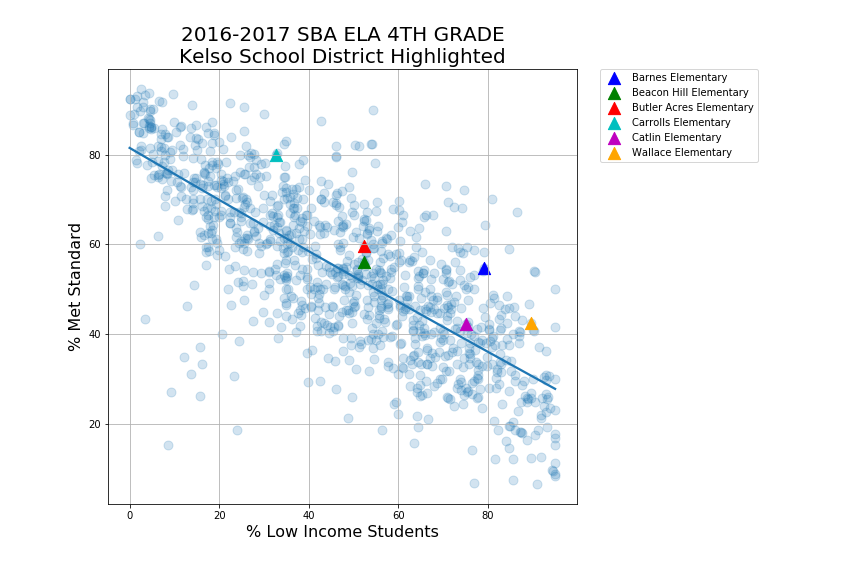 2016-2017 SBA ELA 4TH GRADE
Kelso School District Highlighted
Barnes Elementary
Beacon Hill Elementary
Butler Acres Elementary
Carrolls Elementary
Catlin Elementary
Wallace Elementary
% Met Standard
80
60
40
20
0 20 40 60 80
% Low Income Students